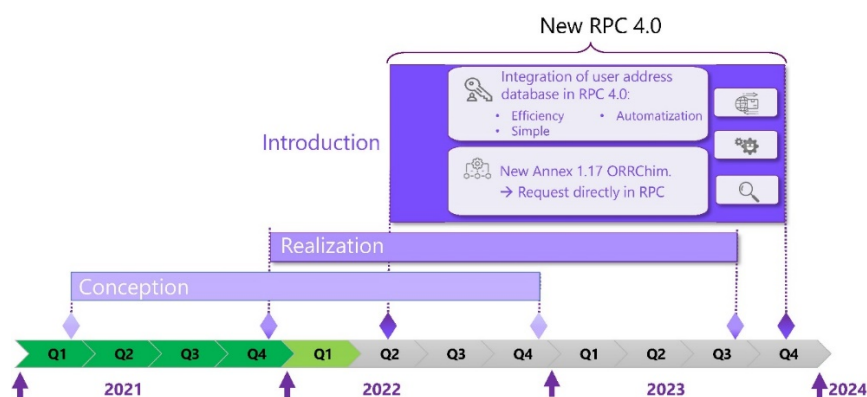 New RPC 4.0
Integration of user address
database in RPC 4.0:
• Efficiency • Automatization
• Simple
Introduction
New Annex 1.17 ORRChim.
→ Request directly in RPC
Realization
Conception
Q1 Q2 Q3 Q4 Q1 Q2 Q3 Q4 Q1 Q2 Q3 Q4
2021 2022 2023 2024